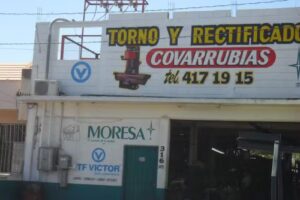 TORNO Y RECTIFICADO
COVARRUBIAS
tel. 417 19 15
V
MORESA
V
TF VICTOR
316